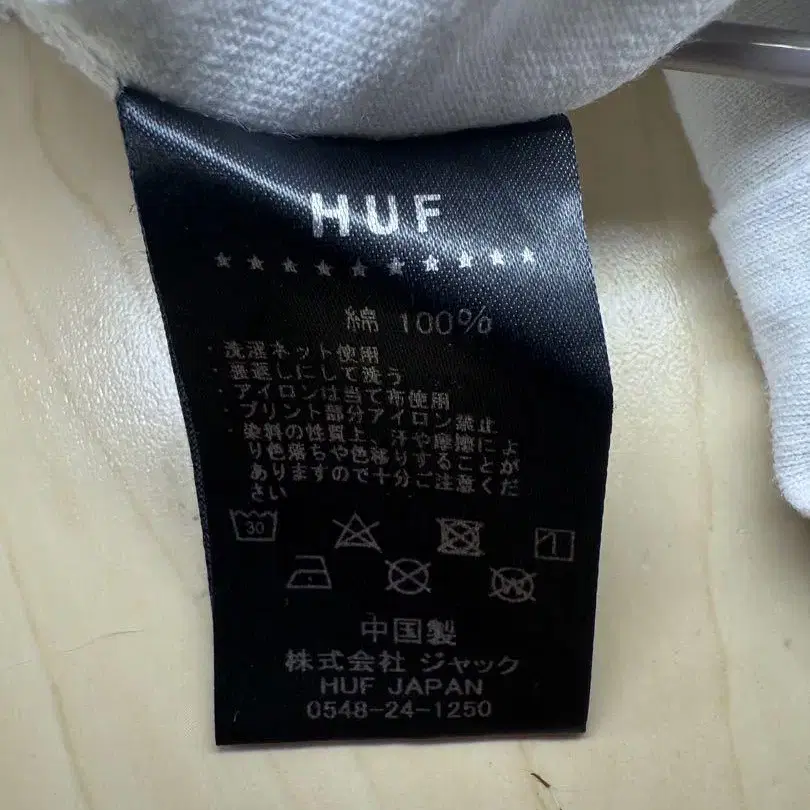 HUF
綿 100%
・洗濯ネット使用
・裏返しにして洗う
・アイロンは当て布使用
・プリント部分アイロン禁止
・染料の性質上、汗や摩擦によ
り色落ちや色移りすることが
ありますので十分ご注意くだ
さい
30
中国製
株式会社 ジャック
HUF JAPAN
0548-24-1250